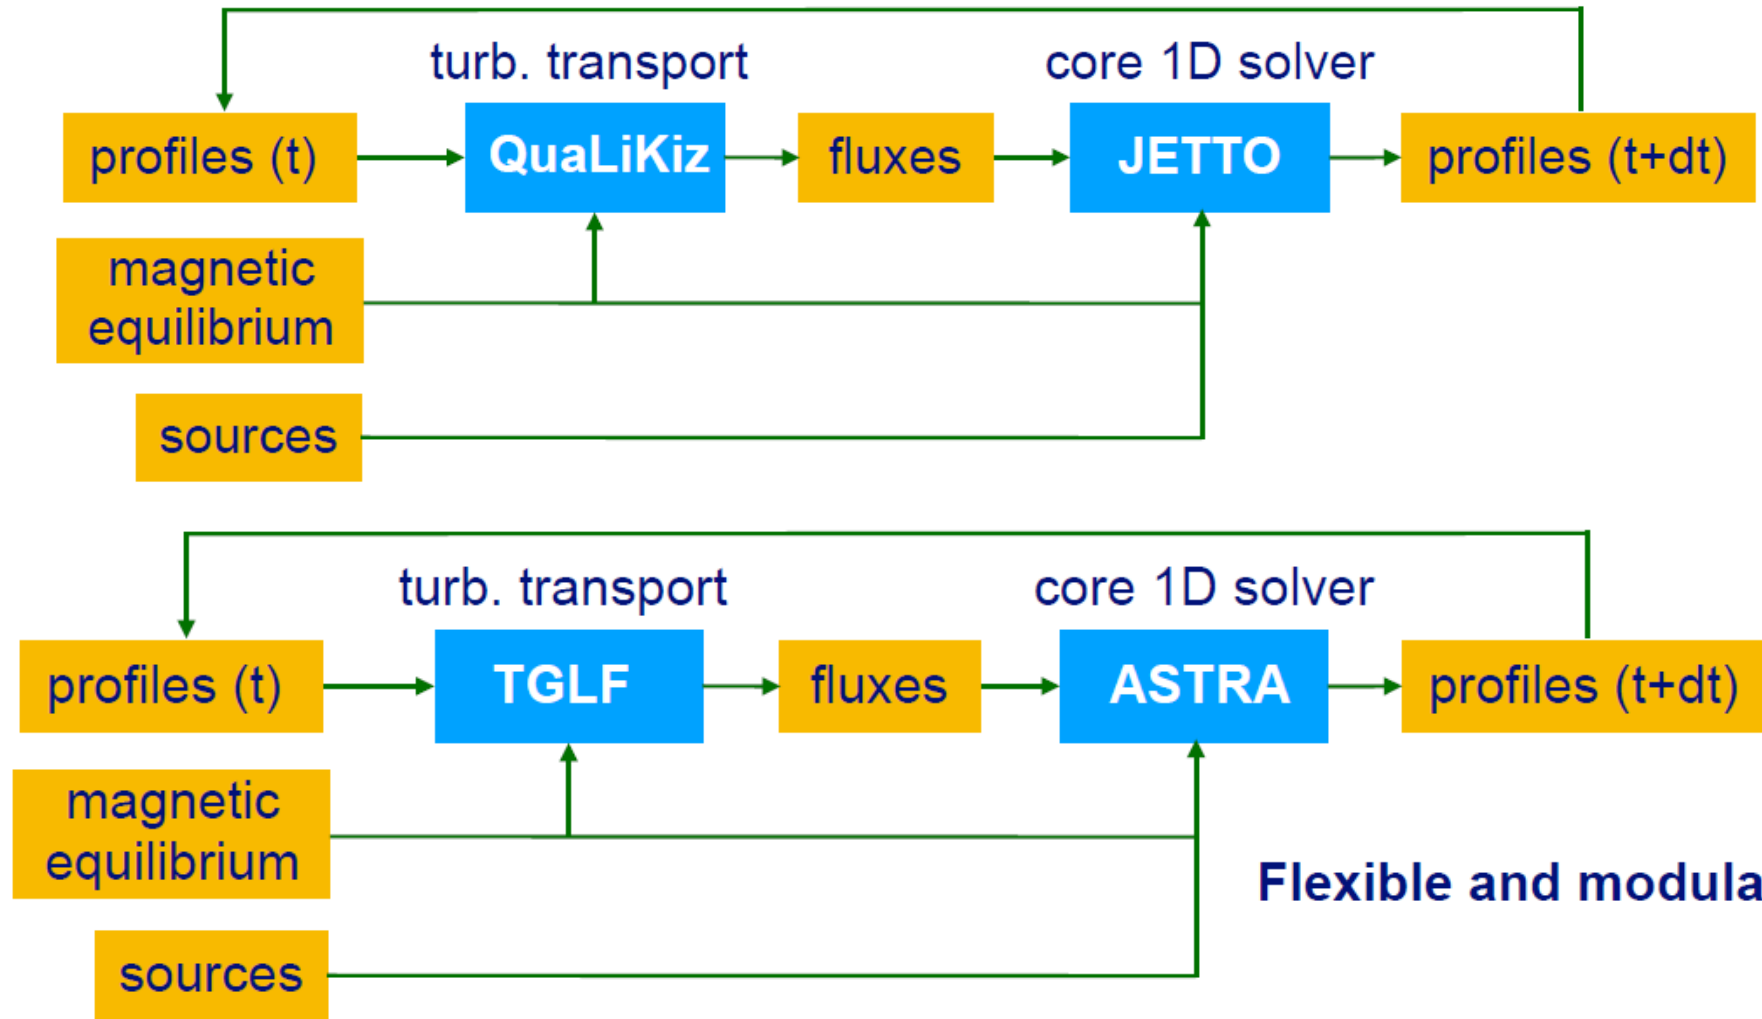 turb. transport
core 1D solver
profiles (t)
QuaLiKiz
fluxes
JETTO
profiles (t+dt)
magnetic
equilibrium
sources
turb. transport
core 1D solver
profiles (t)
TGLF
fluxes
ASTRA
profiles (t+dt)
magnetic
equilibrium
Flexible and modula
sources